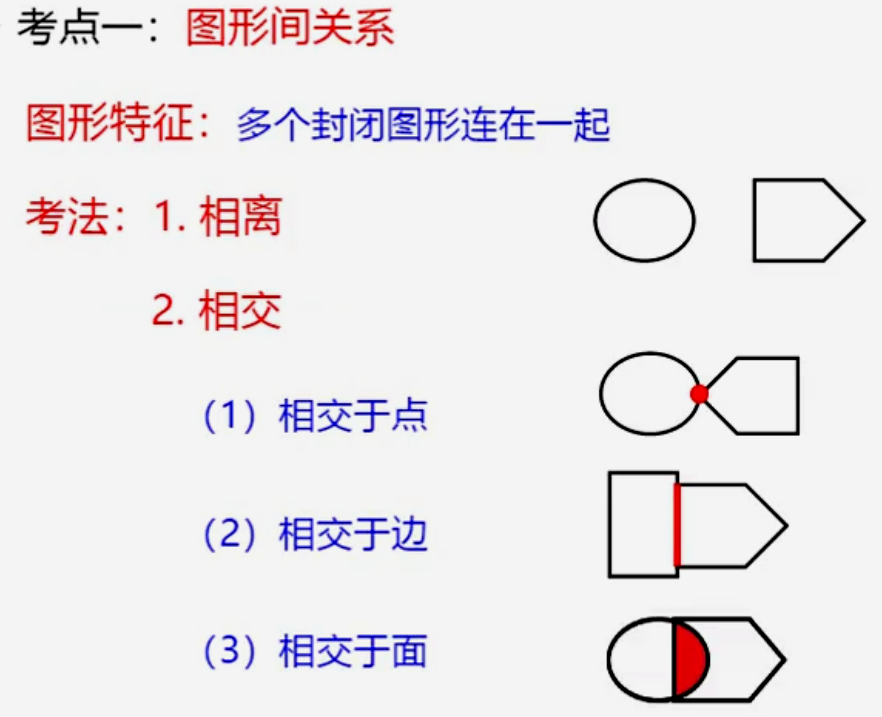 考点一：图形间关系
图形特征：多个封闭图形连在一起
考法：1. 相离
2. 相交
（1）相交于点
（2）相交于边
（3）相交于面